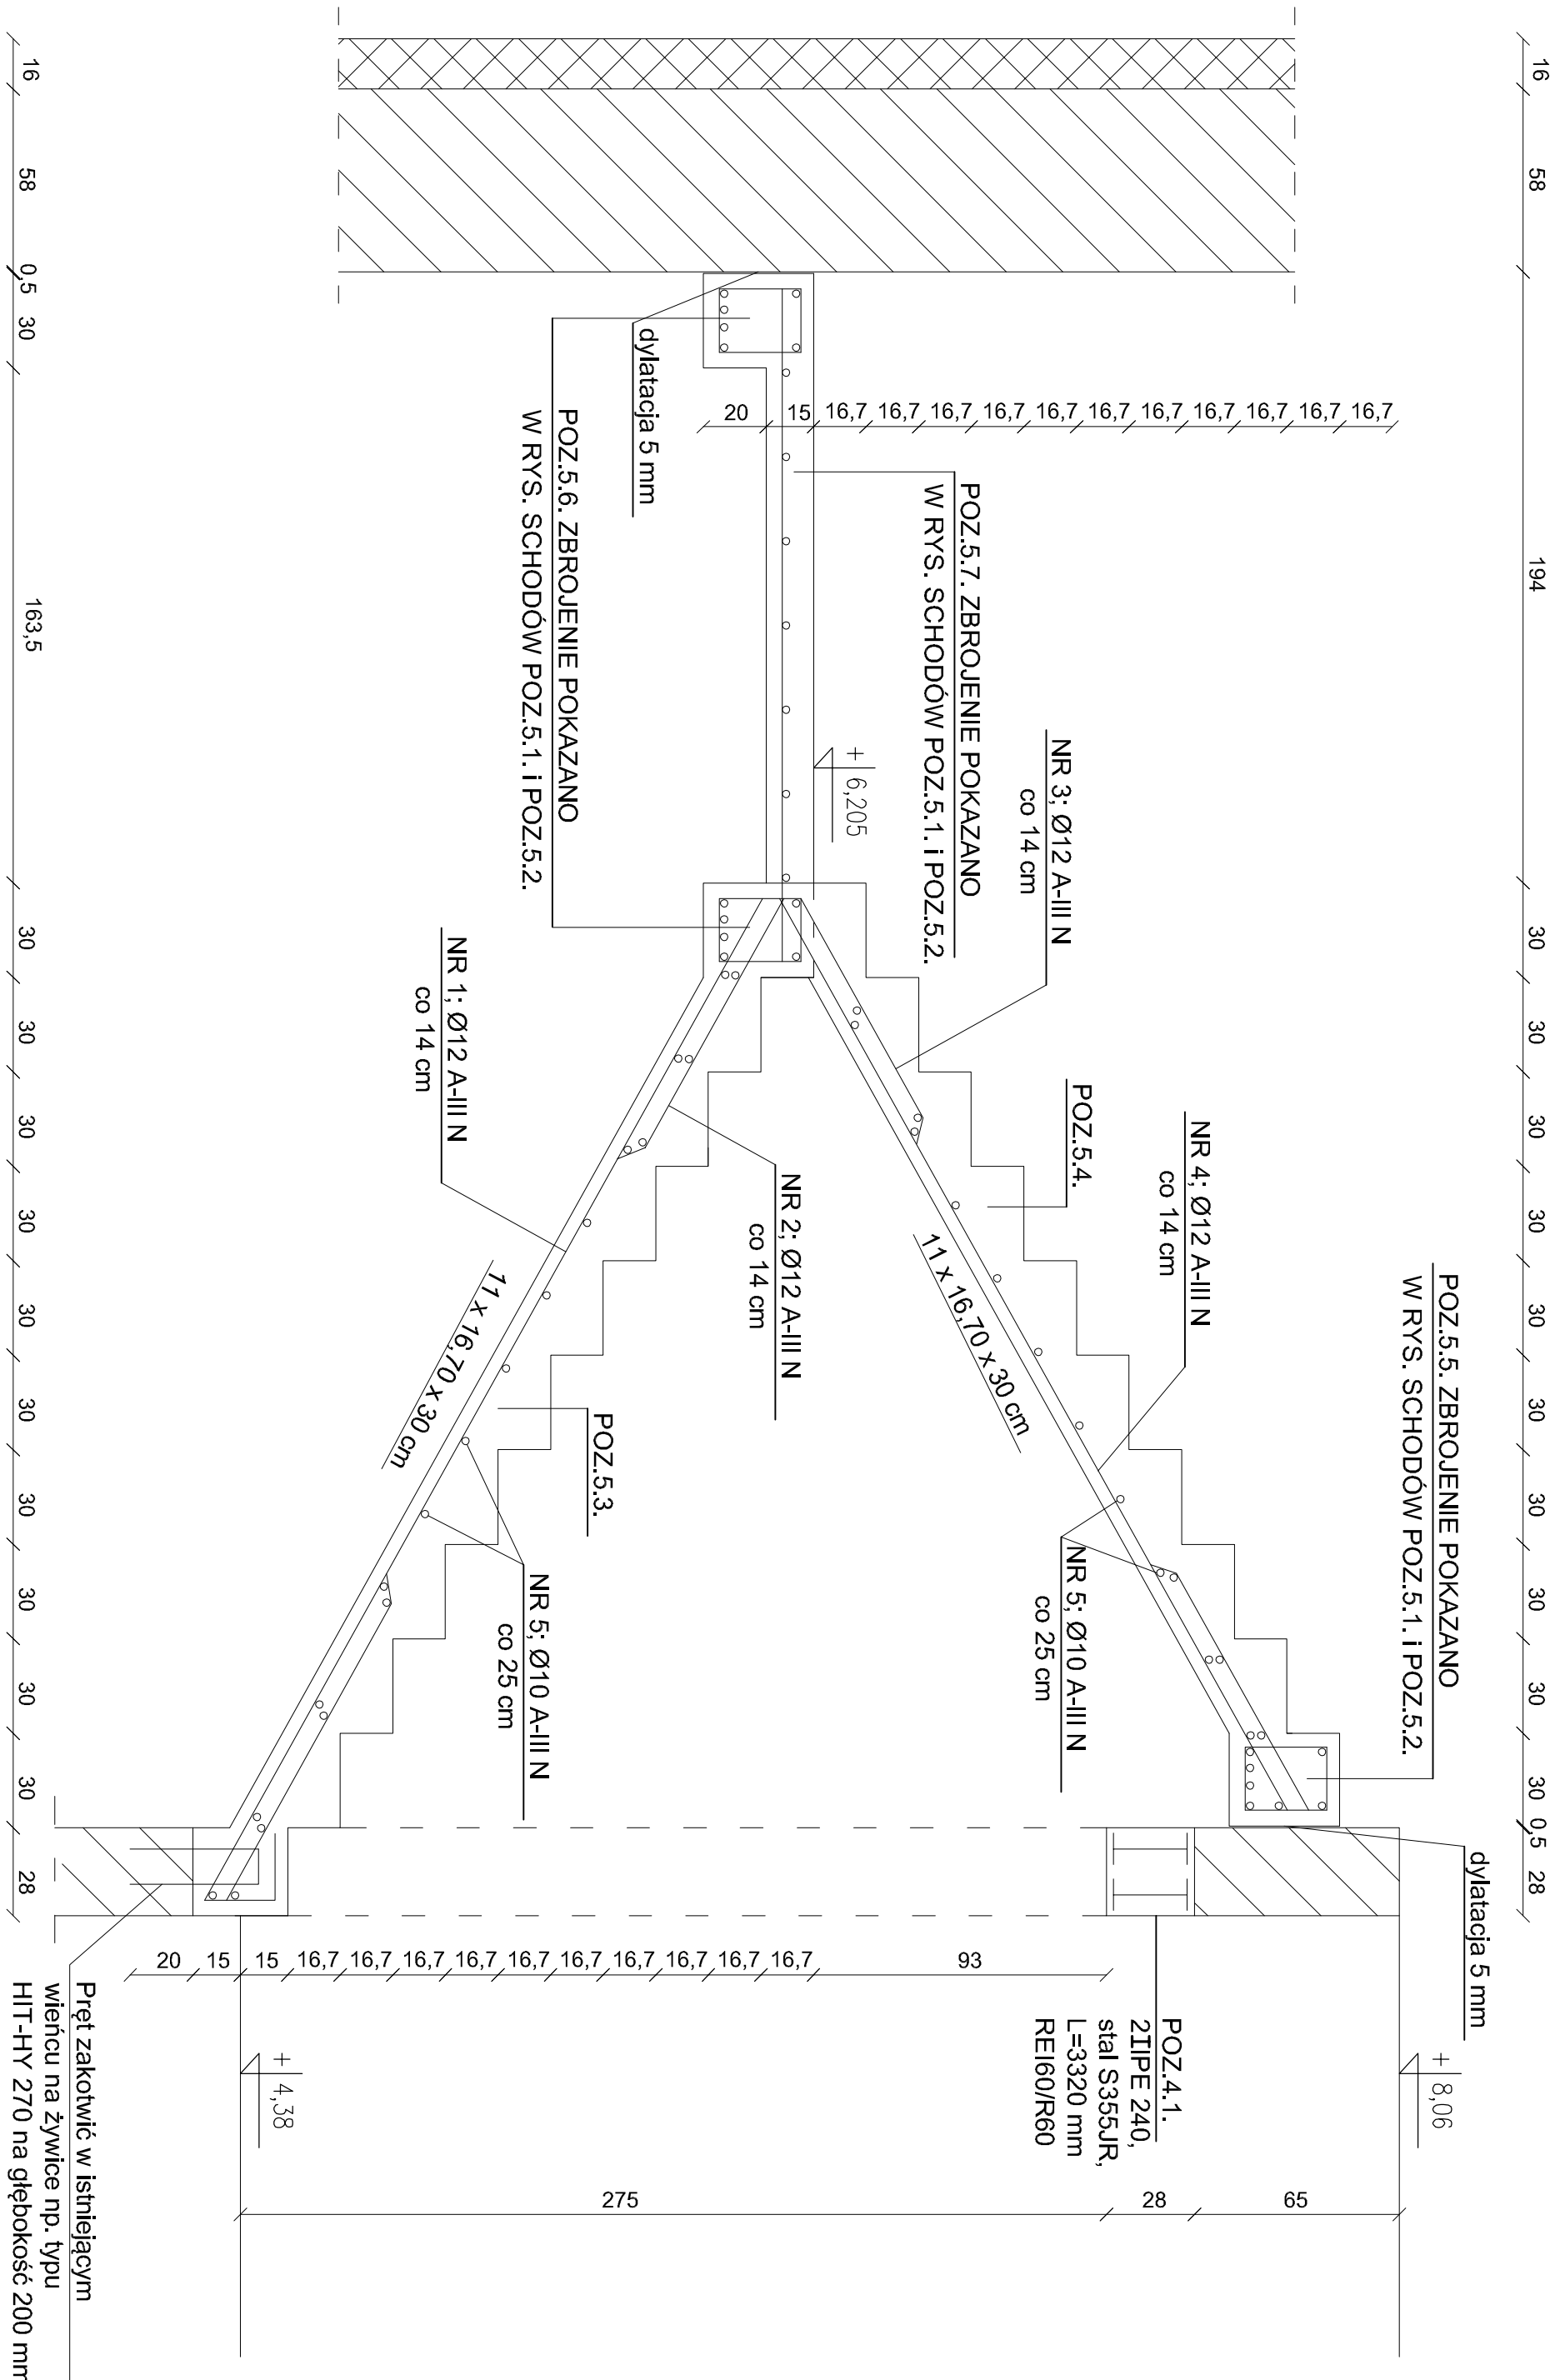 16 58 194 30 30 30 30 30 30 30 30 30 30 0,5 28
dylatacja 5 mm
POZ.5.5. ZBROJENIE POKAZANO
W RYS. SCHODÓW POZ.5.1. i POZ.5.2.
+ 8,06
16,7
16,7
16,7
16,7
16,7
16,7
16,7
16,7
16,7
16,7
16,7
15
20
NR 4; Ø12 A-III N
co 14 cm
65
28
275
POZ.4.1.
2IIPE 240,
stal S355JR,
L=3320 mm
REI60/R60
POZ.5.4.
NR 3; Ø12 A-III N
co 14 cm
NR 5; Ø10 A-III N
co 25 cm
11 x 16,70 x 30 cm
POZ.5.7. ZBROJENIE POKAZANO
W RYS. SCHODÓW POZ.5.1. i POZ.5.2.
+ 6,205
93
16,7
16,7
16,7
16,7
16,7
16,7
16,7
16,7
16,7
16,7
15
15
20
NR 2; Ø12 A-III N
co 14 cm
dylatacja 5 mm
POZ.5.3.
POZ.5.6. ZBROJENIE POKAZANO
W RYS. SCHODÓW POZ.5.1. i POZ.5.2.
NR 5; Ø10 A-III N
co 25 cm
11 x 16,70 x 30 cm
NR 1; Ø12 A-III N
co 14 cm
+ 4,38
Pręt zakotwić w istniejącym
wieńcu na żywice np. typu
HIT-HY 270 na głębokość 200 mm
16 58 0,5 30 163,5 30 30 30 30 30 30 30 30 30 30 28